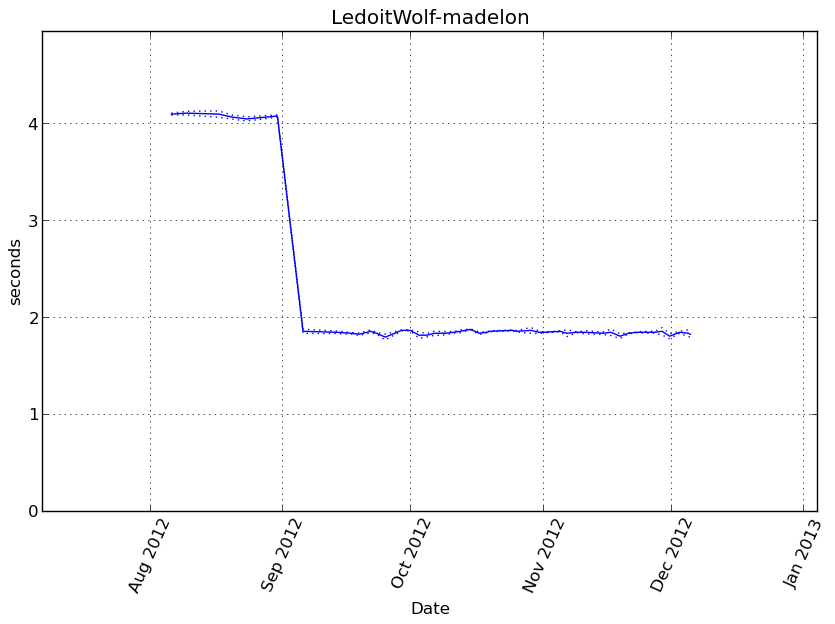 LedoitWolf-madelon
seconds
4
3
2
1
0
Aug 2012
Sep 2012
Oct 2012
Nov 2012
Dec 2012
Jan 2013
Date